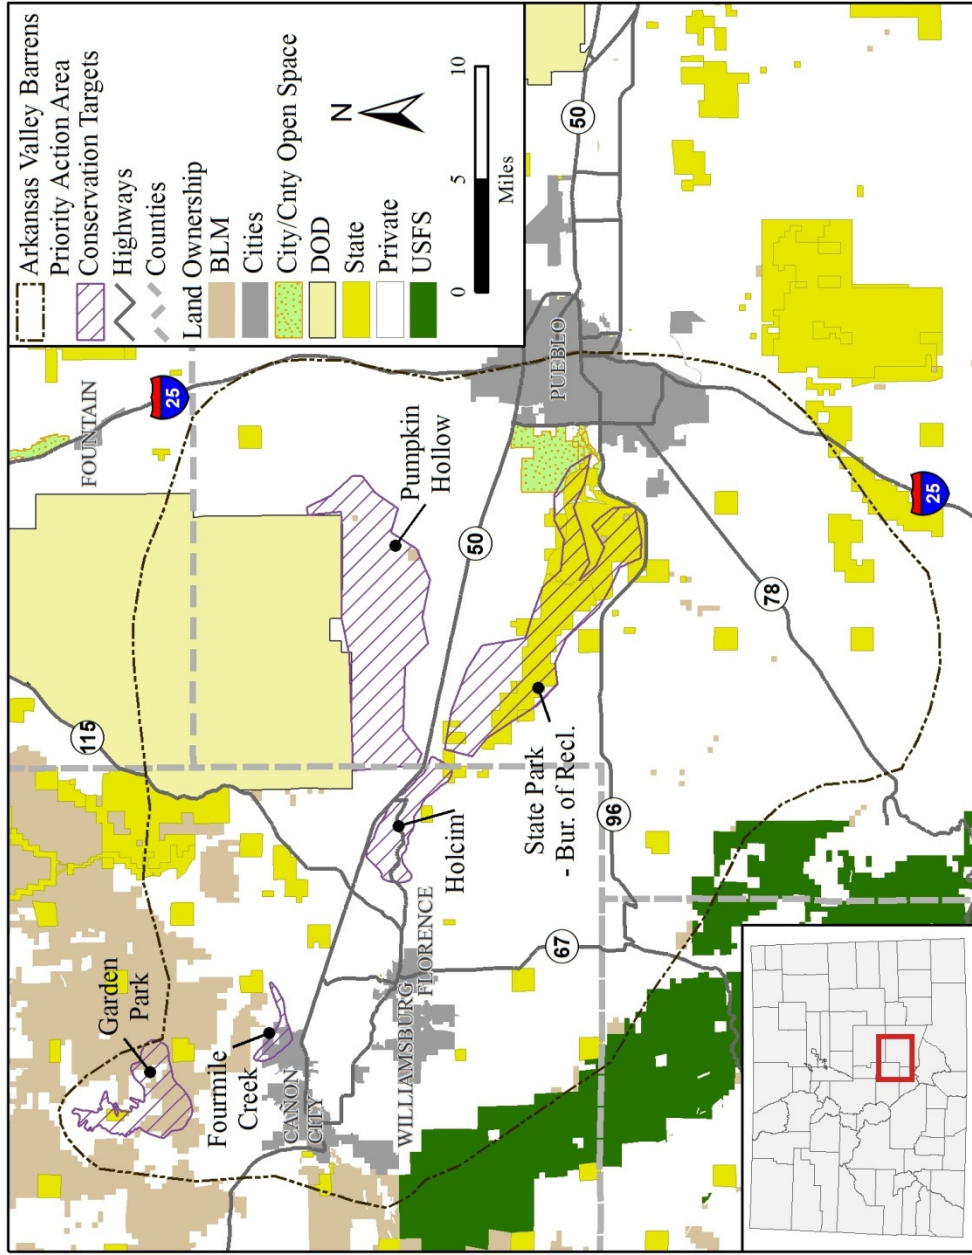 Arkansas Valley Barrens
Priority Action Area
Conservation Targets
Highways
Counties
Land Ownership
BLM
Cities
City/Cnty Open Space
DOD
State
Private
USFS
N
0
5
10
Miles
Garden
Park
Fourmile
Creek
CANON
CITY
WILLIAMSBURG
FLORENCE
Holcim
State Park
- Bur. of Recl.
Pumpkin
Hollow
FOUNTAIN
PUEBLO
115
25
50
50
67
96
78
25